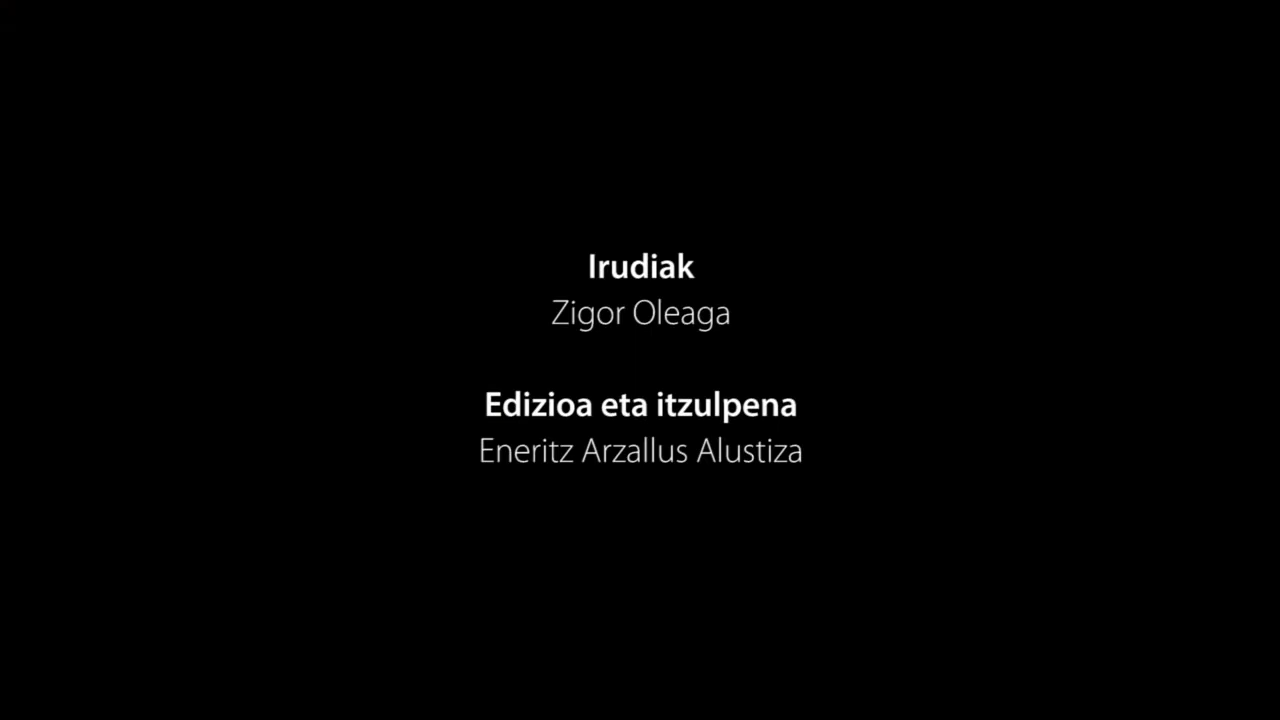 Irudiak
Zigor Oleaga
Edizioa eta itzulpena
Eneritz Arzallus Alustiza